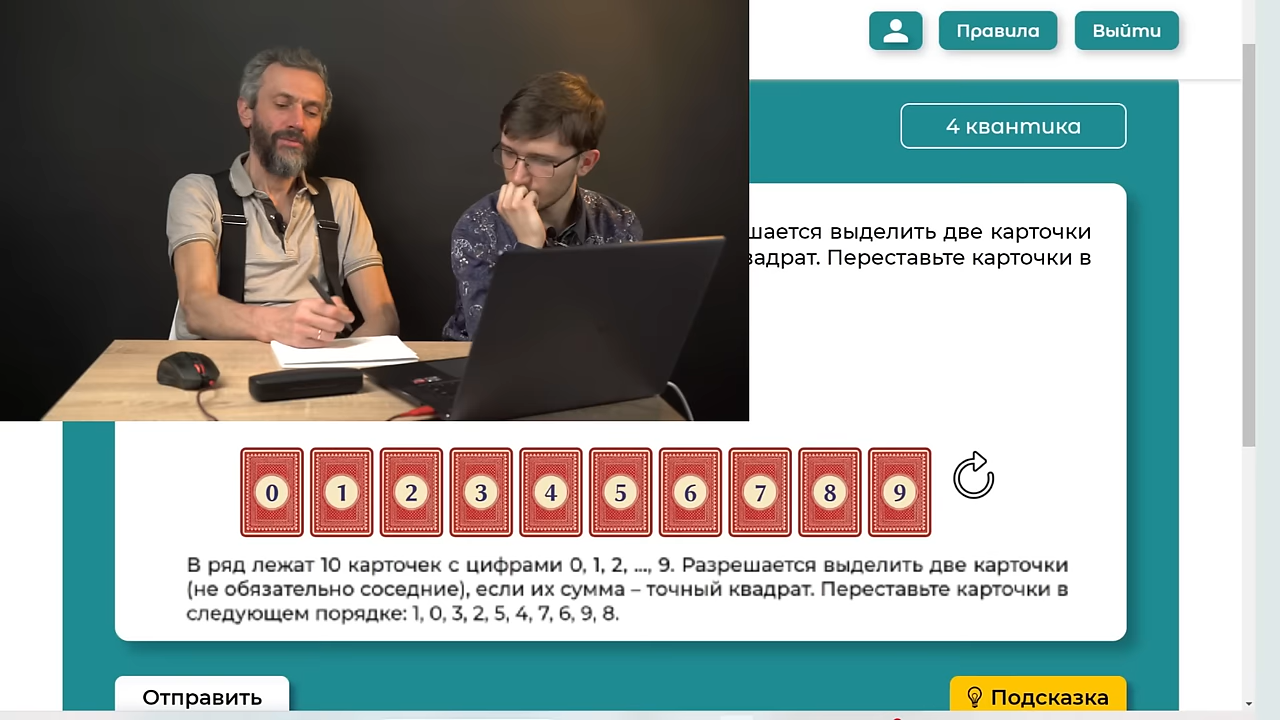 Правила
Выйти
4 квантика
шается выделить две карточки
вадрат. Переставьте карточки в
0 1 2 3 4 5 6 7 8 9
В ряд лежат 10 карточек с цифрами 0, 1, 2, ..., 9. Разрешается выделить две карточки
(не обязательно соседние), если их сумма – точный квадрат. Переставьте карточки в
следующем порядке: 1, 0, 3, 2, 5, 4, 7, 6, 9, 8.
Отправить
Подсказка